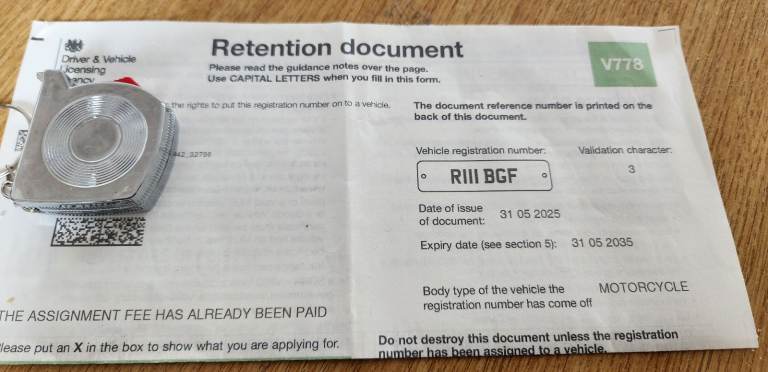 Retention document
V778
Driver & Vehicle
Licensing
Agency
Please read the guidance notes over the page.
Use CAPITAL LETTERS when you fill in this form.
the rights to put this registration number on to a vehicle.
The document reference number is printed on the
back of this document.
Vehicle registration number:
Validation character:
R111 BGF
3
Date of issue
of document:
31 05 2025
Expiry date (see section 5):
31 05 2035
Body type of the vehicle the
registration number has come off
MOTORCYCLE
THE ASSIGNMENT FEE HAS ALREADY BEEN PAID
Please put an X in the box to show what you are applying for.
Do not destroy this document unless the registration
number has been assigned to a vehicle.